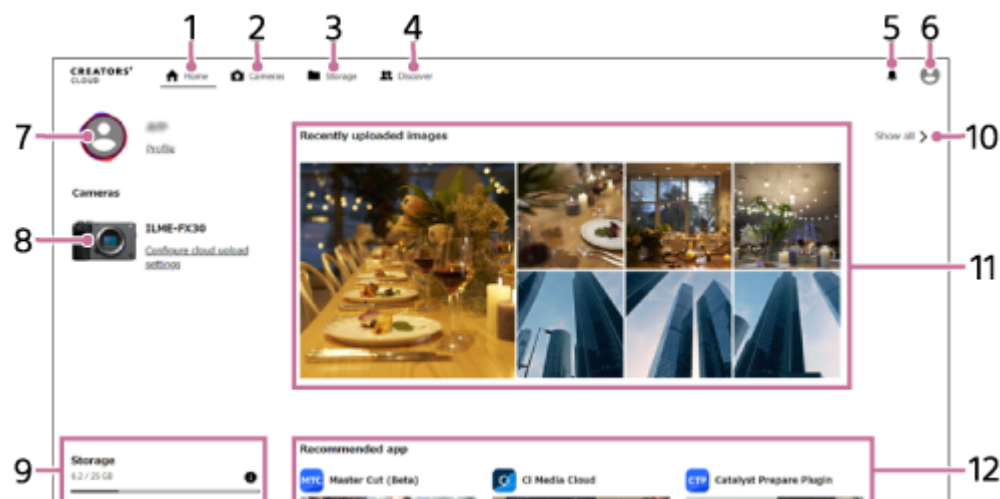 1 2 3 4 5 6
CREATORS' Home Cameras Storage Discover
CLOUD
7
Profile
Recently uploaded images
Show all 10
Cameras
8
ILME-FX30
Configure cloud upload
settings
11
9
Storage
6.2 / 25 GB
Recommended app
12
MTC Master Cut (Beta) Ci Media Cloud CTP Catalyst Prepare Plugin